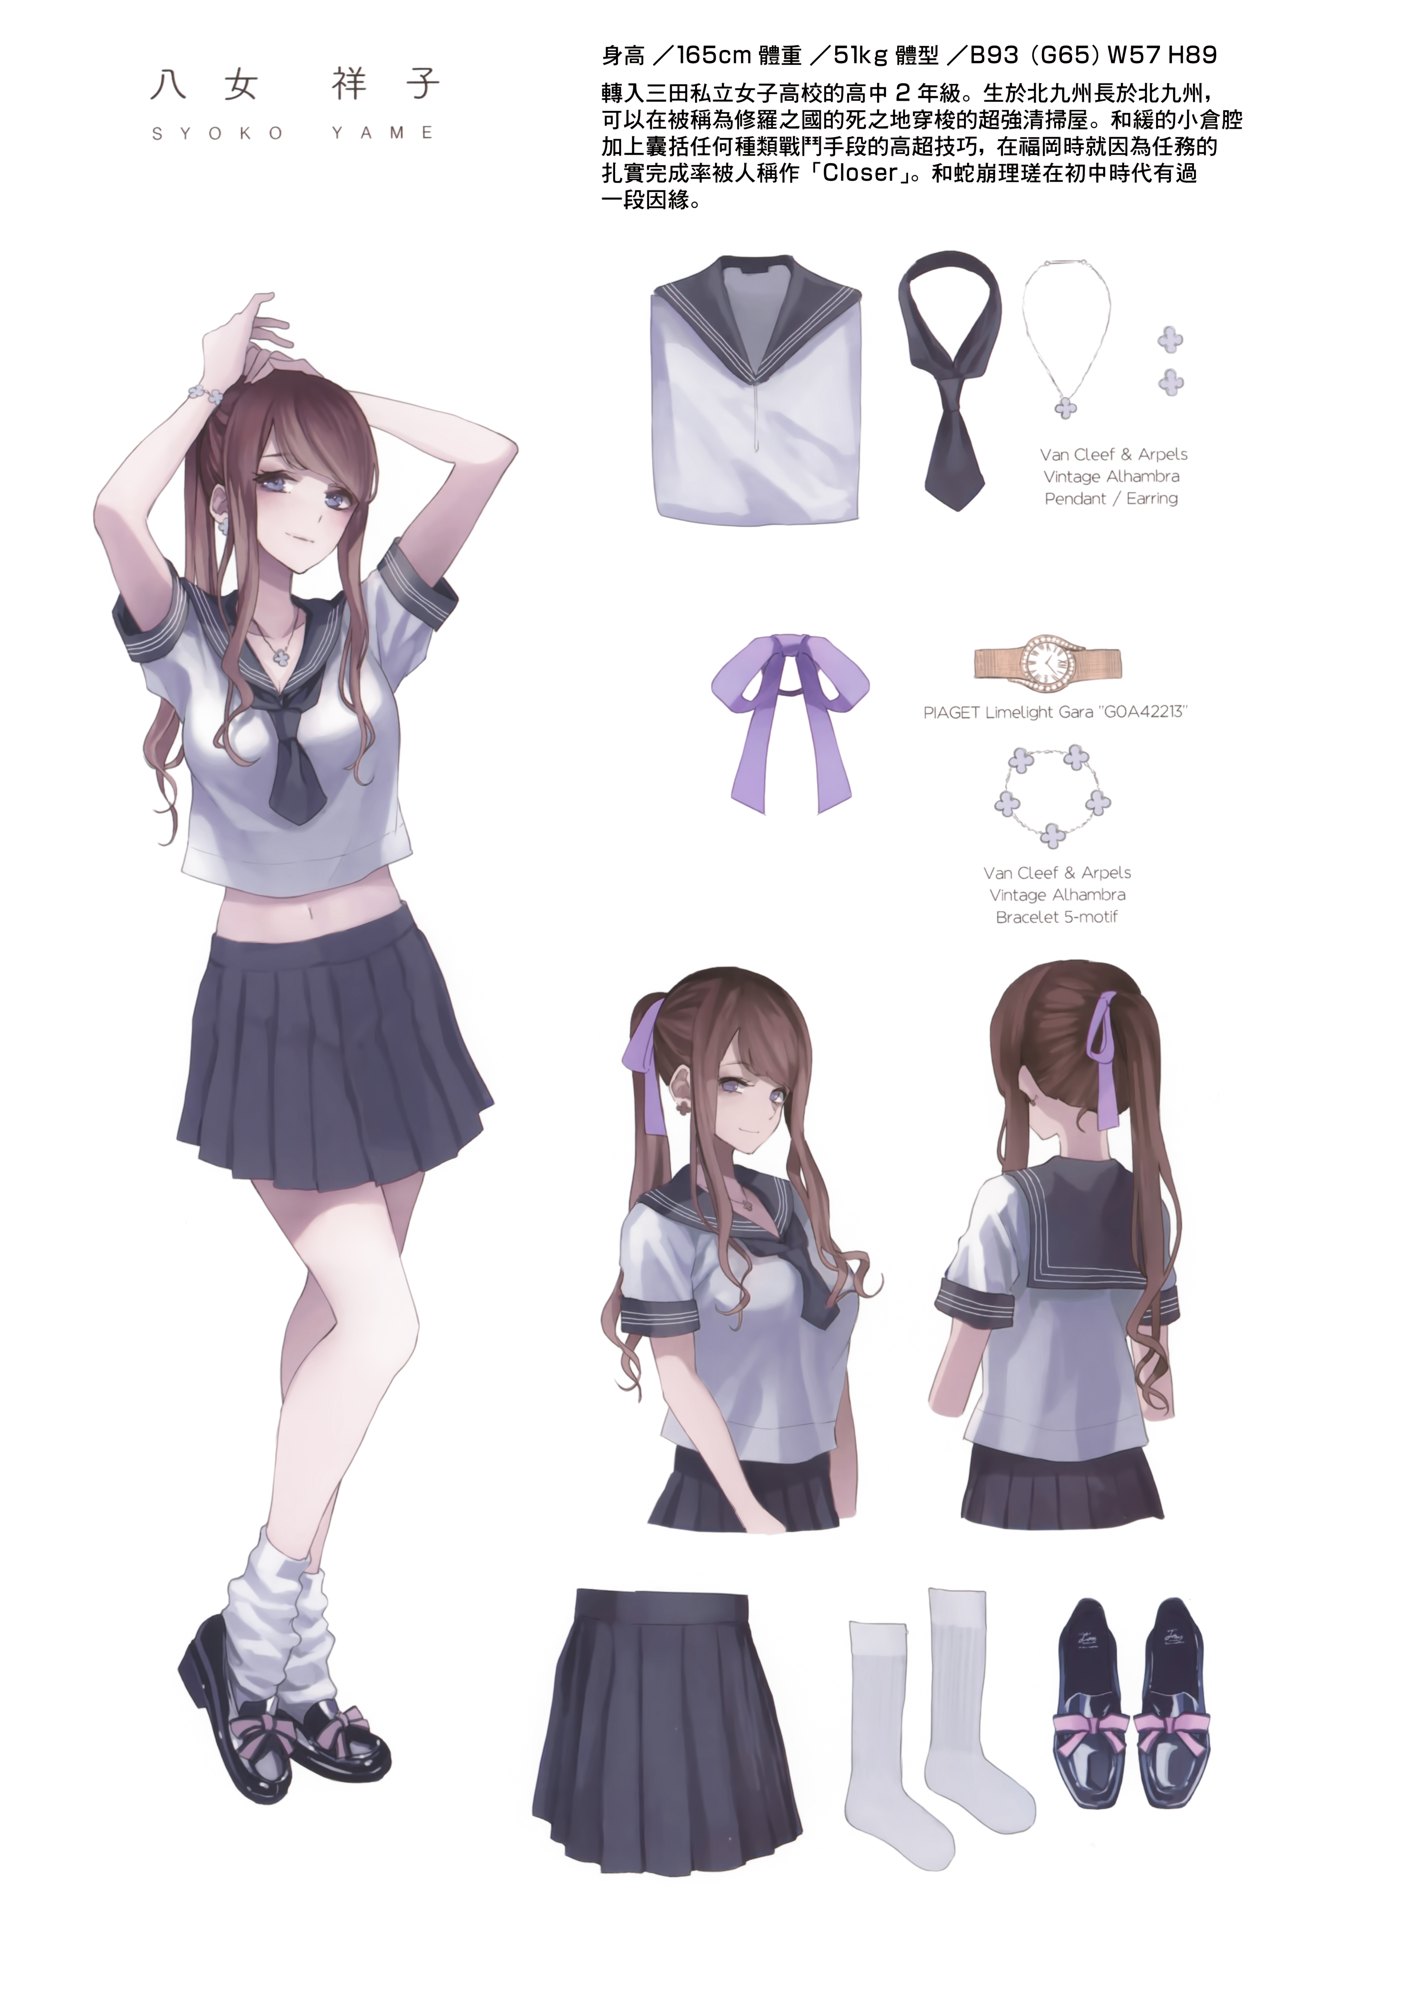 八女 祥子
SYOKO YAME
身高 ／165cm 體重 ／51kg 體型 ／B93（G65）W57 H89
轉入三田私立女子高校的高中 2 年級。生於北九州長於北九州，
可以在被稱為修羅之國的死之地穿梭的超強清掃屋。和緩的小倉腔
加上囊括任何種類戰鬥手段的高超技巧，在福岡時就因為任務的
扎實完成率被人稱作「Closer」。和蛇崩理瑳在初中時代有過
一段因緣。
Van Cleef & Arpels
Vintage Alhambra
Pendant / Earring
PIAGET Limelight Gara "G0A42213"
Van Cleef & Arpels
Vintage Alhambra
Bracelet 5-motif